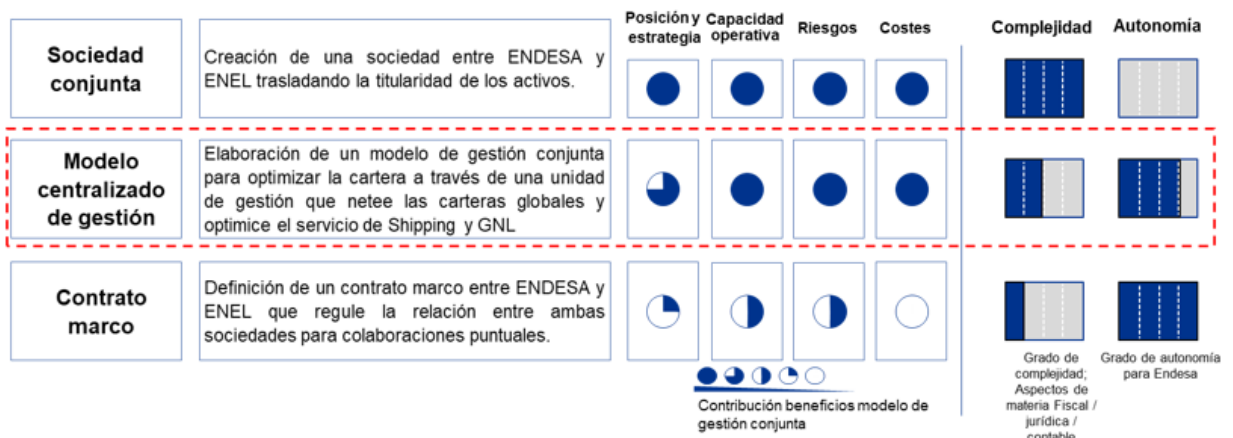 Posición y estrategia
Capacidad operativa
Riesgos
Costes
Complejidad
Autonomía
Sociedad
conjunta
Creación de una sociedad entre ENDESA y
ENEL trasladando la titularidad de los activos.
Modelo
centralizado
de gestión
Elaboración de un modelo de gestión conjunta
para optimizar la cartera a través de una unidad
de gestión que netee las carteras globales y
optimice el servicio de Shipping y GNL
Contrato
marco
Definición de un contrato marco entre ENDESA y
ENEL que regule la relación entre ambas
sociedades para colaboraciones puntuales.
Contribución beneficios modelo de
gestión conjunta
Grado de
complejidad;
Aspectos de
materia Fiscal /
jurídica /
contable
Grado de autonomía
para Endesa